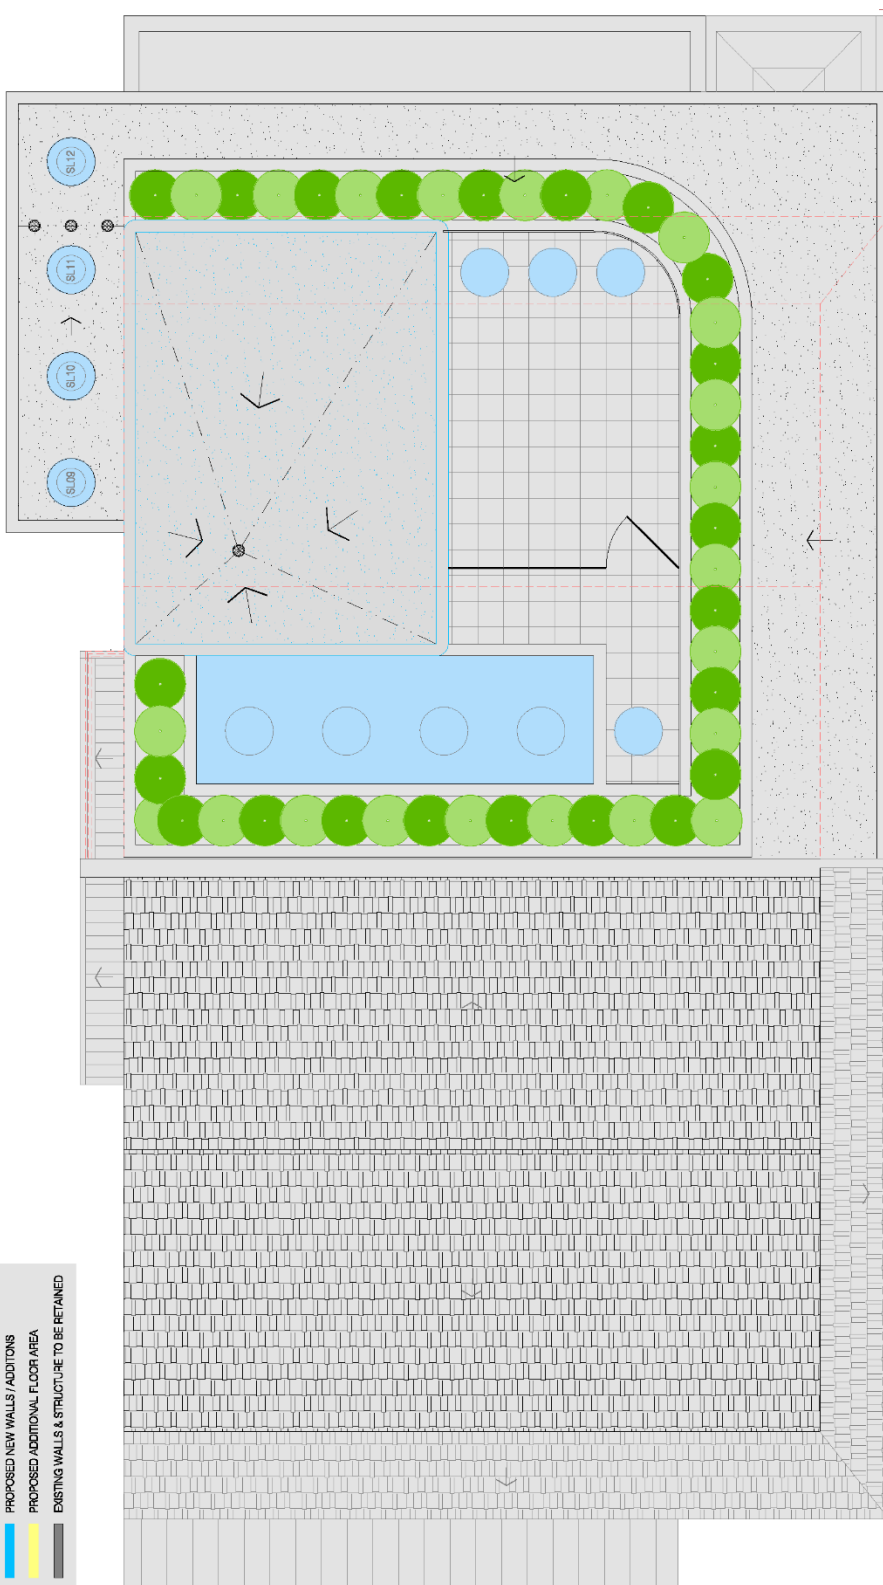 SL12
SL11
SL10
SL09
PROPOSED NEW WALLS / ADDITONS
PROPOSED ADDITIONAL FLOOR AREA
EXISTING WALLS & STRUCTURE TO BE RETAINED